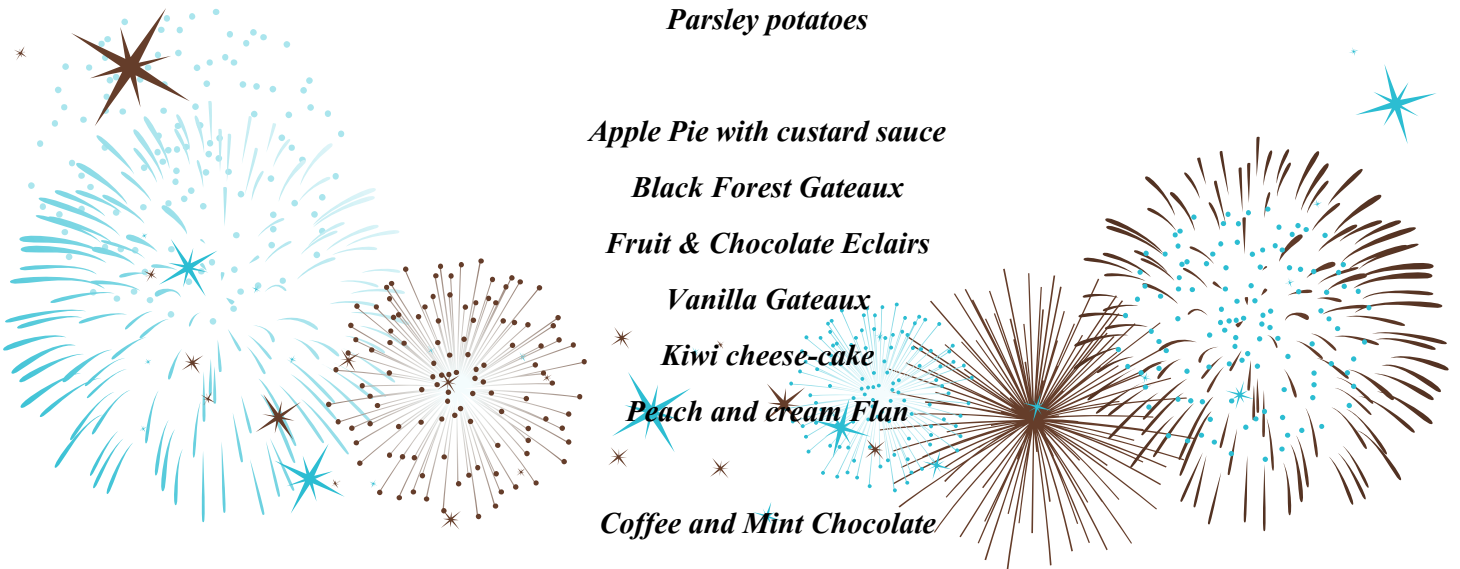 Parsley potatoes
Apple Pie with custard sauce
Black Forest Gateaux
Fruit & Chocolate Eclairs
Vanilla Gateaux
Kiwi cheese-cake
Peach and cream Flan
Coffee and Mint Chocolate